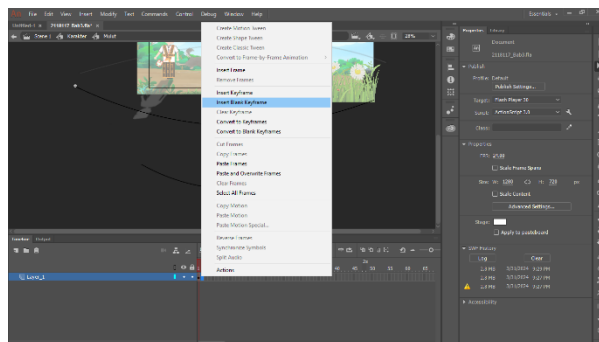 File Edit View Insert Modify Text Commands Control Debug Window Help
Essentials
Scene 1 Karakter Mulut
28%
Create Motion Tween
Create Shape Tween
Create Classic Tween
Convert to Frame-by-Frame Animation
Insert Frame
Remove Frames
Insert Keyframe
Insert Blank Keyframe
Clear Keyframe
Convert to Keyframes
Convert to Blank Keyframes
Cut Frames
Copy Frames
Paste Frames
Paste and Overwrite Frames
Clear Frames
Select All Frames
Copy Motion
Paste Motion
Paste Motion Special...
Reverse Frames
Synchronize Symbols
Split Audio
Actions
Properties Library
Document
Publish
Profile: Default
Publish Settings...
Target: Flash Player 30
Script: ActionScript 3.0
Class:
Properties
FPS:
Scale Frame Spans
Size: W: 1280 H: 720 px
Scale Content
Advanced Settings...
Stage:
Apply to pasteboard
SWF History
Log Clear
Accessibility
Timeline Output
Layer_1